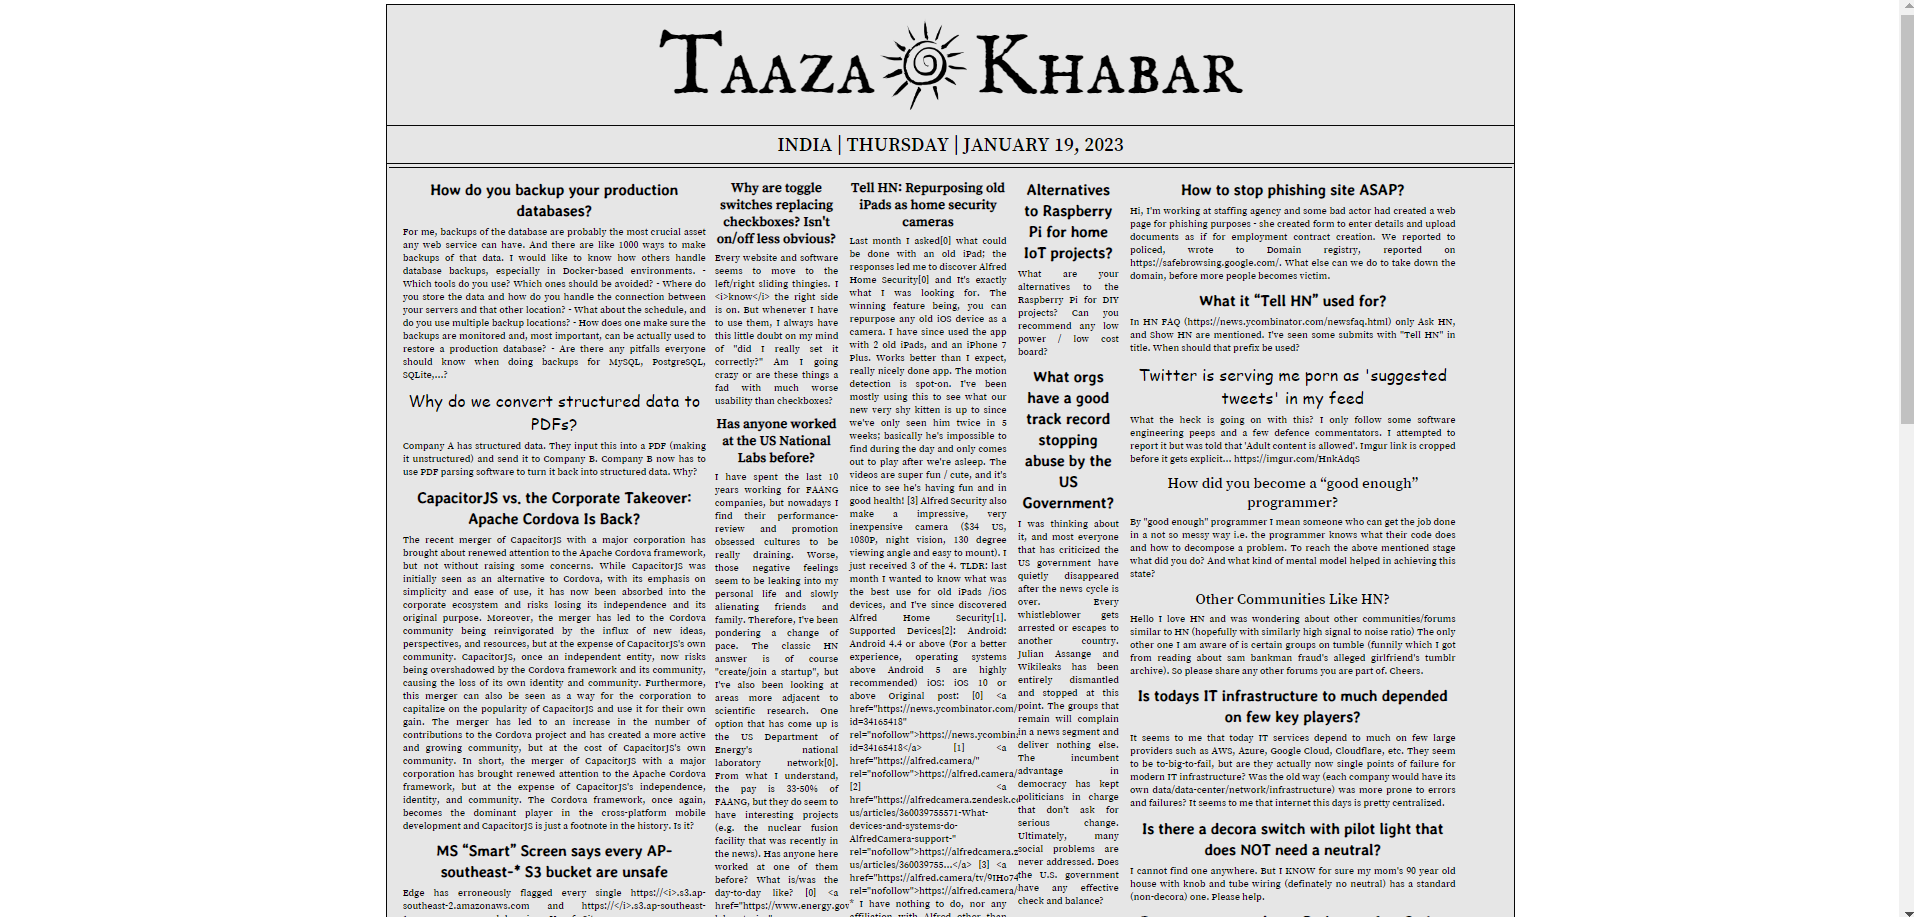 TAAZA KHABAR
INDIA | THURSDAY | JANUARY 19, 2023
How do you backup your production
databases?
For me, backups of the database are probably the most crucial asset
any web service can have. And there are like 1000 ways to make
backups of that data. I would like to know how others handle
database backups, especially in Docker-based environments. -
Which tools do you use? Which ones should be avoided? - Where do
you store the data and how do you handle the connection between
your servers and that other location? - What about the schedule, and
do you use multiple backup locations? - How does one make sure the
backups are monitored and, most important, can be actually used to
restore a production database? - Are there any pitfalls everyone
should know when doing backups for MySQL, PostgreSQL,
SQLite,...?
Why do we convert structured data to
PDFs?
Company A has structured data. They input this into a PDF (making
it unstructured) and send it to Company B. Company B now has to
use PDF parsing software to turn it back into structured data. Why?
CapacitorJS vs. the Corporate Takeover:
Apache Cordova Is Back?
The recent merger of CapacitorJS with a major corporation has
brought about renewed attention to the Apache Cordova framework,
but not without raising some concerns. While CapacitorJS was
initially seen as an alternative to Cordova, with its emphasis on
simplicity and ease of use, it has now been absorbed into the
corporate ecosystem and risks losing its independence and its
original purpose. Moreover, the merger has led to the Cordova
community being reinvigorated by the influx of new ideas,
perspectives, and resources, but at the expense of CapacitorJS's own
community. CapacitorJS, once an independent entity, now risks
being overshadowed by the Cordova framework and its community,
causing the loss of its own identity and community. Furthermore,
this merger can also be seen as a way for the corporation to
capitalize on the popularity of CapacitorJS and use it for their own
gain. The merger has led to an increase in the number of
contributions to the Cordova project and has created a more active
and growing community, but at the cost of CapacitorJS's own
community. In short, the merger of CapacitorJS with a major
corporation has brought renewed attention to the Apache Cordova
framework, but at the expense of CapacitorJS's independence,
identity, and community. The Cordova framework, once again,
becomes the dominant player in the cross-platform mobile
development and CapacitorJS is just a footnote in the history. Is it?
MS “Smart” Screen says every AP-
southeast-* S3 bucket are unsafe
Edge has erroneously flagged every single https://<i>.s3.ap-
southeast-2.amazonaws.com and https://</i>.s3.ap-southeast-
Why are toggle
switches replacing
checkboxes? Isn't
on/off less obvious?
Every website and software
seems to move to the
left/right sliding thingies. I
<i>know</i> the right side
is on. But whenever I have
to use them, I always have
this little doubt on my mind
of "did I really set it
correctly?" Am I going
crazy or are these things a
fad with much worse
usability than checkboxes?
Has anyone worked
at the US National
Labs before?
I have spent the last 10
years working for FAANG
companies, but nowadays I
find their performance-
review and promotion
obsessed cultures to be
really draining. Worse,
those negative feelings
seem to be leaking into my
personal life and slowly
alienating friends and
family. Therefore, I've been
pondering a change of
pace. The classic HN
answer is of course
"create/join a startup", but
I've also been looking at
areas more adjacent to
scientific research. One
option that has come up is
the US Department of
Energy's national
laboratory network[0].
From what I understand,
the pay is 33-50% of
FAANG, but they do seem to
have interesting projects
(e.g. the nuclear fusion
facility that was recently in
the news). Has anyone here
worked at one of them
before? What is/was the
day-to-day like? [0] <a
href="https://www.energy.gov"
Tell HN: Repurposing old
iPads as home security
cameras
Last month I asked[0] what could
be done with an old iPad; the
responses led me to discover Alfred
Home Security[0] and It's exactly
what I was looking for. The
winning feature being, you can
repurpose any old iOS device as a
camera. I have since used the app
with 2 old iPads, and an iPhone 7
Plus. Works better than I expect,
really nicely done app. The motion
detection is spot-on. I've been
mostly using this to see what our
new very shy kitten is up to since
we've only seen him twice in 5
weeks; basically he's impossible to
find during the day and only comes
out to play after we're asleep. The
videos are super fun / cute, and it's
nice to see he's having fun and in
good health! [3] Alfred Security also
make a impressive, very
inexpensive camera ($34 US,
1080P, night vision, 130 degree
viewing angle and easy to mount). I
just received 3 of the 4. TLDR: last
month I wanted to know what was
the best use for old iPads /iOS
devices, and I've since discovered
Alfred Home Security[1].
Supported Devices[2]: Android:
Android 4.4 or above (For a better
experience, operating systems
above Android 5 are highly
recommended) iOS: iOS 10 or
above Original post: [0] <a
href="https://news.ycombinator.com/
id=34165418"
rel="nofollow">https://news.ycombin
id=34165418</a> [1] <a
href="https://alfred.camera/"
rel="nofollow">https://alfred.camera/
[2] <a
href="https://alfredcamera.zendesk.c
us/articles/360039755571-What-
devices-and-systems-do-
AlfredCamera-support-"
rel="nofollow">https://alfredcamera.z
us/articles/360039755...</a> [3] <a
href="https://alfred.camera/tv/9IHo74
rel="nofollow">https://alfred.camera/
* I have nothing to do, nor any
affiliation with Alfred other than
Alternatives
to Raspberry
Pi for home
IoT projects?
What are your
alternatives to the
Raspberry Pi for DIY
projects? Can you
recommend any low
power / low cost
board?
What orgs
have a good
track record
stopping
abuse by the
US
Government?
I was thinking about
it, and most everyone
that has criticized the
US government have
quietly disappeared
after the news cycle is
over. Every
whistleblower gets
arrested or escapes to
another country.
Julian Assange and
Wikileaks has been
entirely dismantled
and stopped at this
point. The groups that
remain will complain
in a news segment and
deliver nothing else.
The incumbent
advantage in
democracy has kept
politicians in charge
that don't ask for
serious change.
Ultimately, many
social problems are
never addressed. Does
the U.S. government
have any effective
check and balance?
How to stop phishing site ASAP?
Hi, I'm working at staffing agency and some bad actor had created a web
page for phishing purposes - she created form to enter details and upload
documents as if for employment contract creation. We reported to
policed, wrote to Domain registry, reported on
https://safebrowsing.google.com/. What else can we do to take down the
domain, before more people becomes victim.
What it “Tell HN” used for?
In HN FAQ (https://news.ycombinator.com/newsfaq.html) only Ask HN,
and Show HN are mentioned. I've seen some submits with "Tell HN" in
title. When should that prefix be used?
Twitter is serving me porn as 'suggested
tweets' in my feed
What the heck is going on with this? I only follow some software
engineering peeps and a few defence commentators. I attempted to
report it but was told that 'Adult content is allowed'. Imgur link is cropped
before it gets explicit... https://imgur.com/HnkAdqS
How did you become a “good enough”
programmer?
By "good enough" programmer I mean someone who can get the job done
in a not so messy way i.e. the programmer knows what their code does
and how to decompose a problem. To reach the above mentioned stage
what did you do? And what kind of mental model helped in achieving this
state?
Other Communities Like HN?
Hello I love HN and was wondering about other communities/forums
similar to HN (hopefully with similarly high signal to noise ratio) The only
other one I am aware of is certain groups on tumble (funnily which I got
from reading about sam bankman fraud's alleged girlfriend's tumblr
archive). So please share any other forums you are part of. Cheers.
Is todays IT infrastructure to much depended
on few key players?
It seems to me that today IT services depend to much on few large
providers such as AWS, Azure, Google Cloud, Cloudflare, etc. They seem
to be to-big-to-fail, but are they actually now single points of failure for
modern IT infrastructure? Was the old way (each company would have its
own data/data-center/network/infrastructure) was more prone to errors
and failures? It seems to me that internet this days is pretty centralized.
Is there a decora switch with pilot light that
does NOT need a neutral?
I cannot find one anywhere. But I KNOW for sure my mom's 90 year old
house with knob and tube wiring (definately no neutral) has a standard
(non-decora) one. Please help.